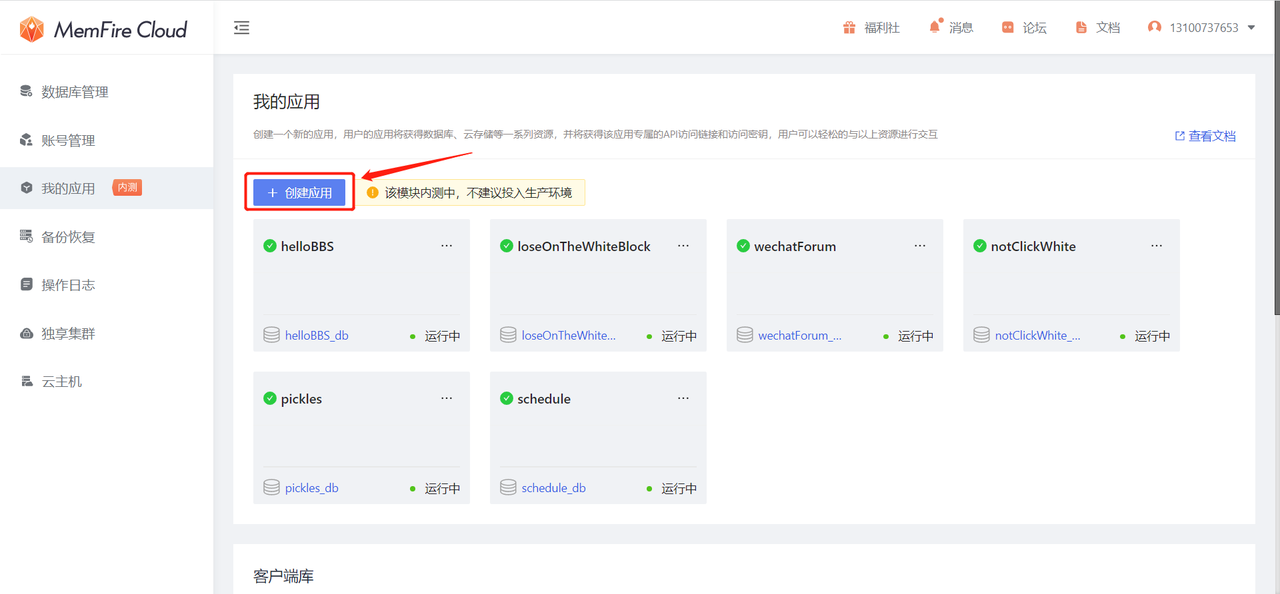 MemFire Cloud
福利社
消息
论坛
文档
13100737653
数据库管理
账号管理
我的应用 内测
备份恢复
操作日志
独享集群
云主机
我的应用
创建一个新的应用，用户的应用将获得数据库、云存储等一系列资源，并将获得该应用专属的API访问链接和访问密钥，用户可以轻松的与以上资源进行交互
查看文档
+ 创建应用
该模块内测中，不建议投入生产环境
helloBBS ...
helloBBS_db 运行中
loseOnTheWhiteBlock ...
loseOnTheWhite... 运行中
wechatForum ...
wechatForum_... 运行中
notClickWhite ...
notClickWhite_... 运行中
pickles ...
pickles_db 运行中
schedule ...
schedule_db 运行中
客户端库